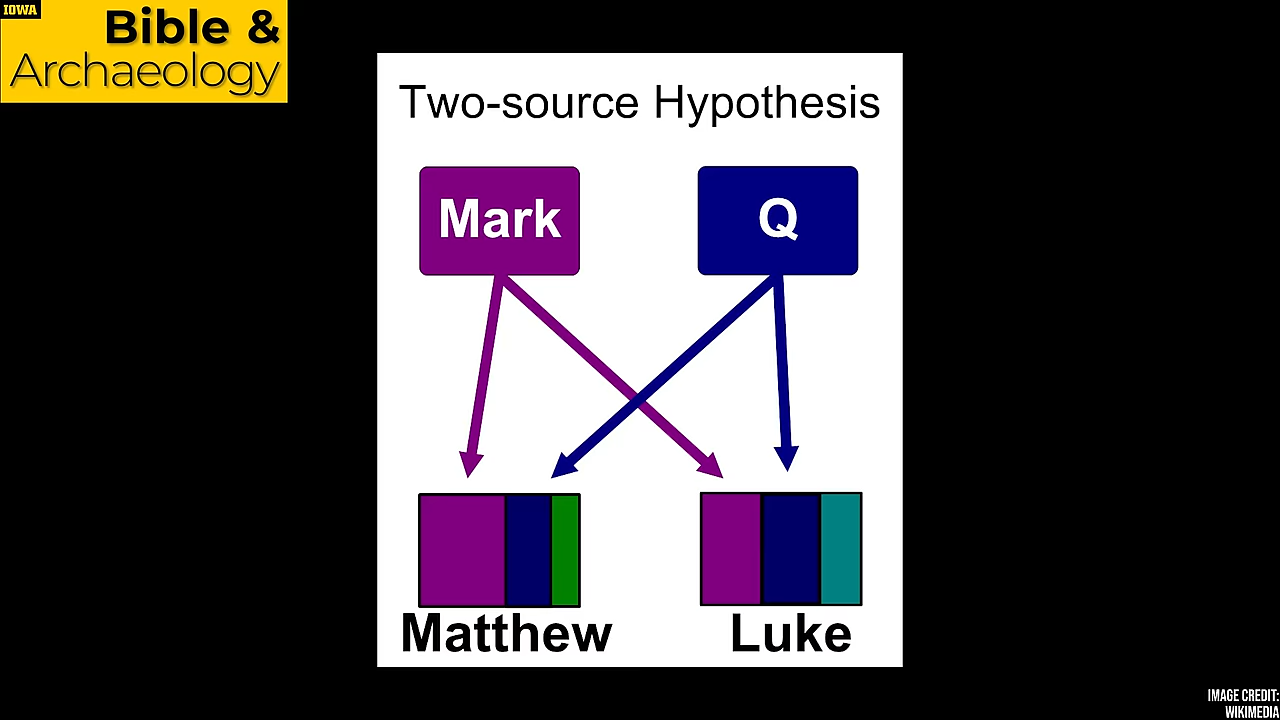 IOWA
Bible &
Archaeology
Two-source Hypothesis
Mark
Q
Matthew
Luke
IMAGE CREDIT:
WIKIMEDIA